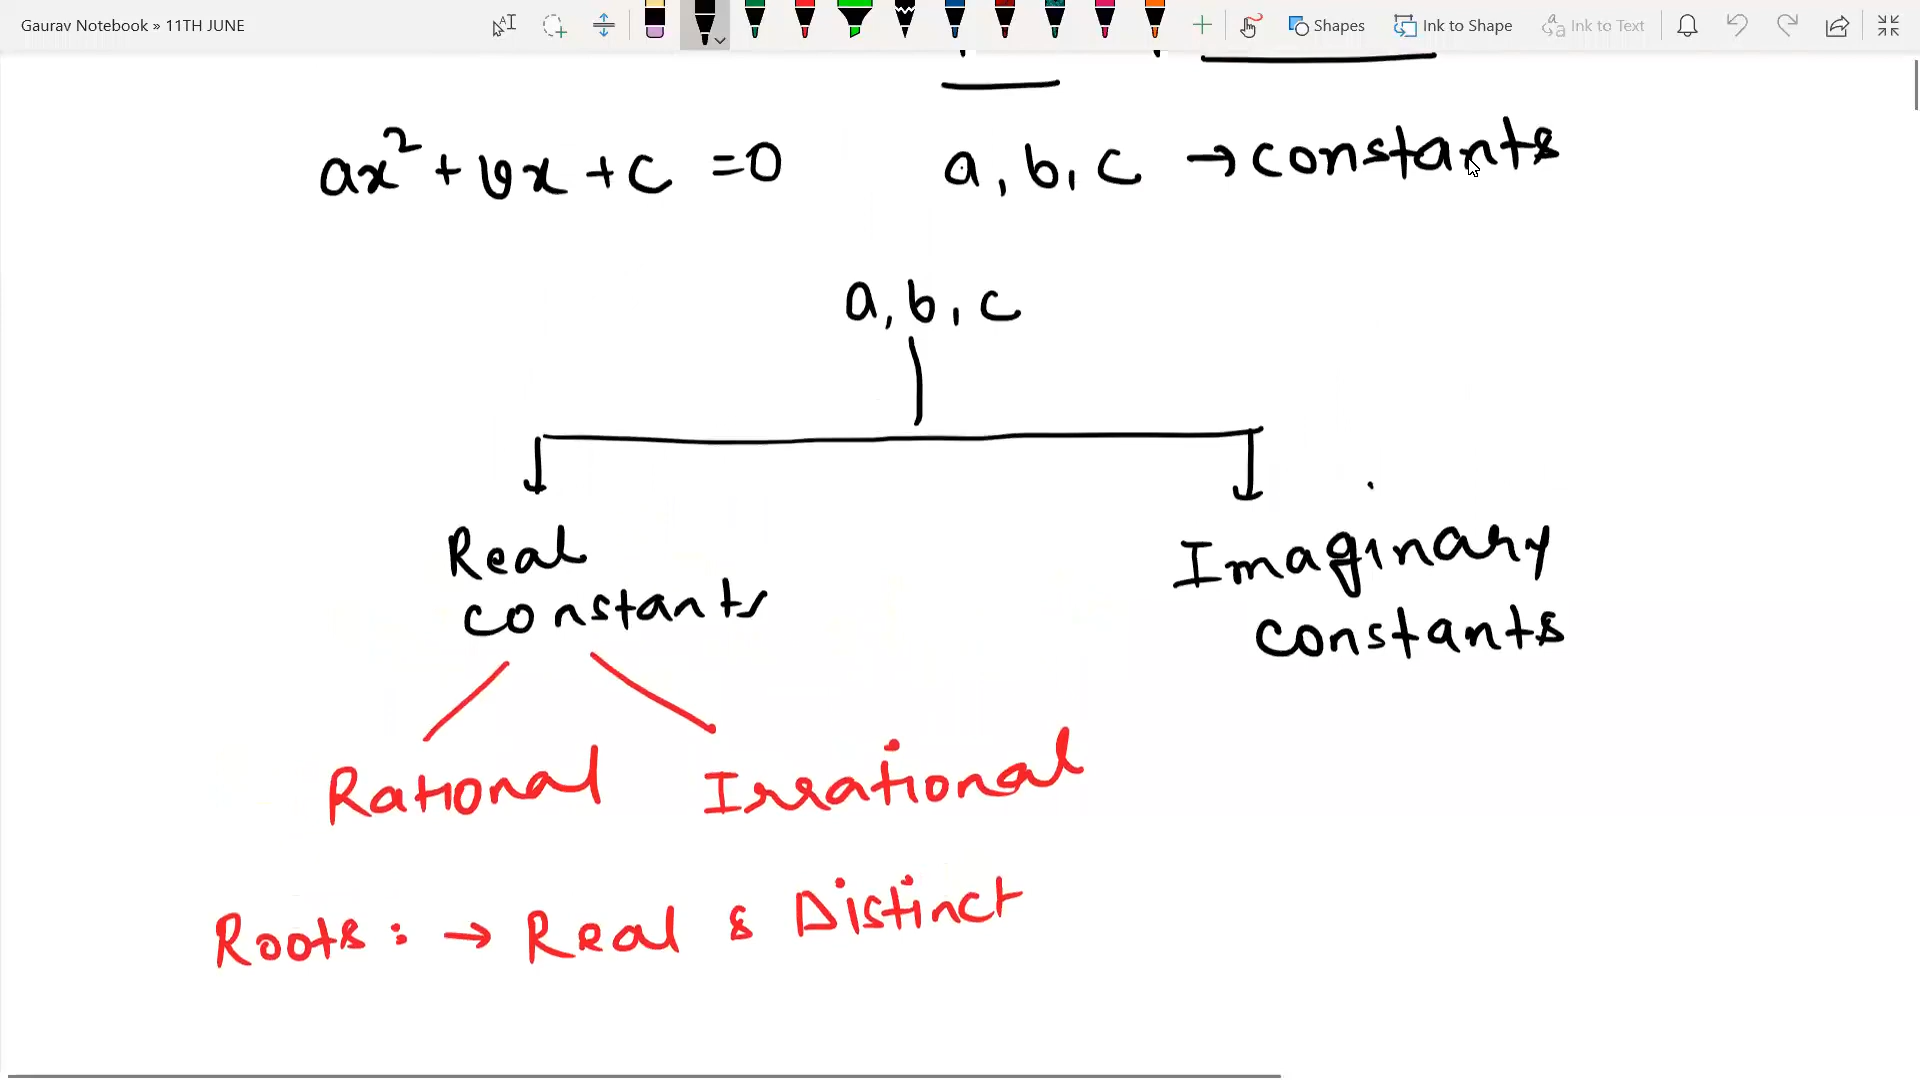 Gaurav Notebook » 11TH JUNE
Shapes
Ink to Shape
Ink to Text
ax² + bx + c = 0
a, b, c → constants
a, b, c
Real
constants
Imaginary
constants
Rational
Irrational
Roots : → Real & Distinct